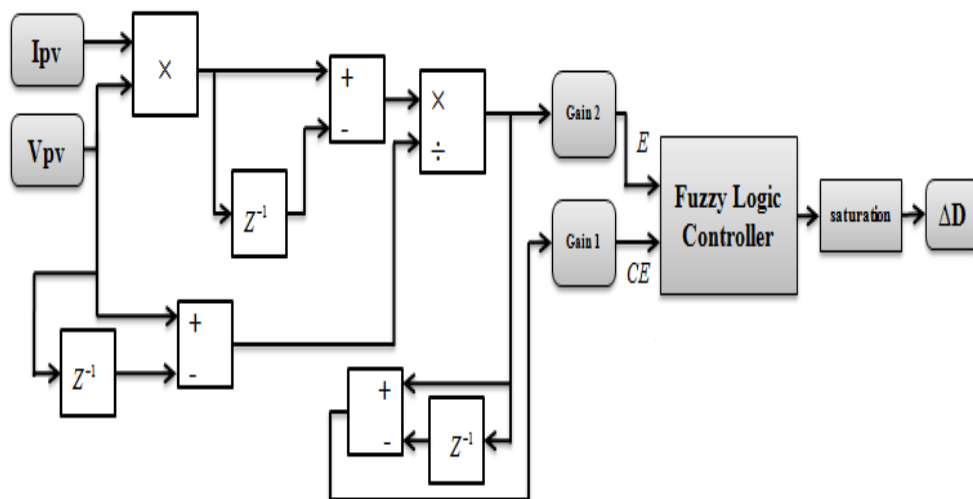 Ipv
×
Vpv
+
-
Z⁻¹
×
÷
Gain 2
E
Fuzzy Logic
Controller
saturation
ΔD
Gain 1
CE
Z⁻¹
+
-
+
-
Z⁻¹